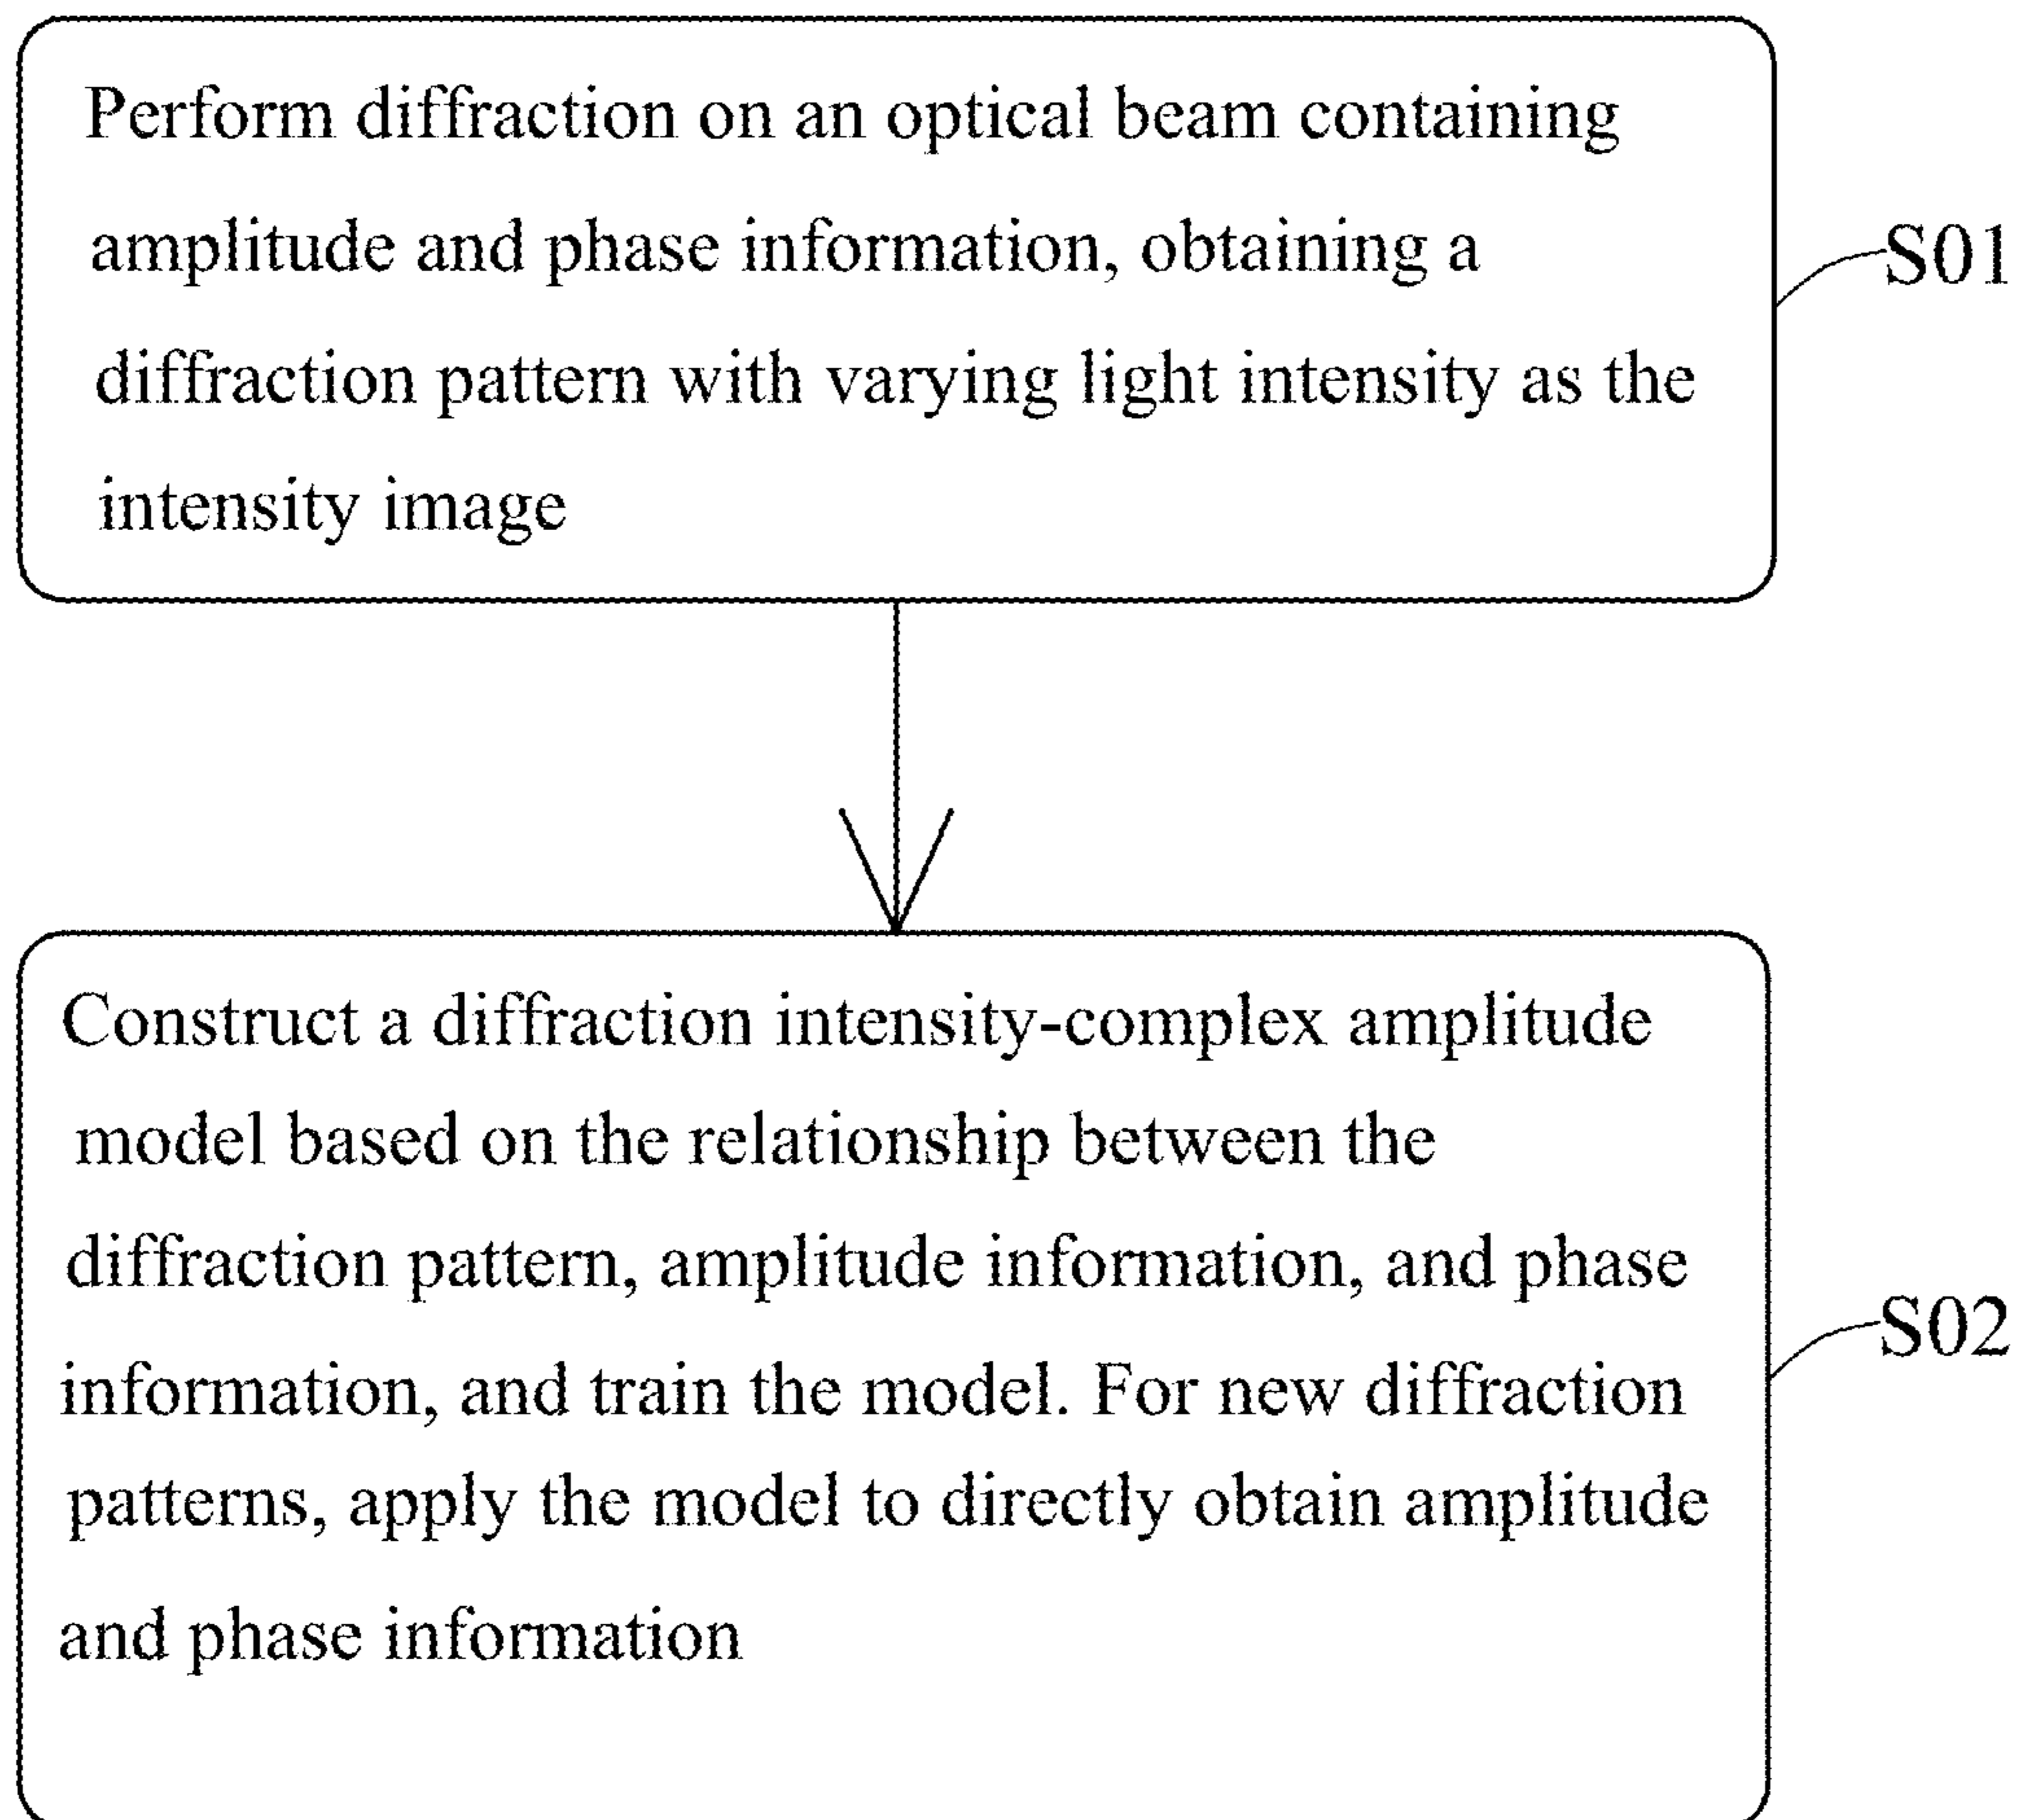 Perform diffraction on an optical beam containing
amplitude and phase information, obtaining a
diffraction pattern with varying light intensity as the
intensity image
S01
Construct a diffraction intensity-complex amplitude
model based on the relationship between the
diffraction pattern, amplitude information, and phase
information, and train the model. For new diffraction
patterns, apply the model to directly obtain amplitude
and phase information
S02